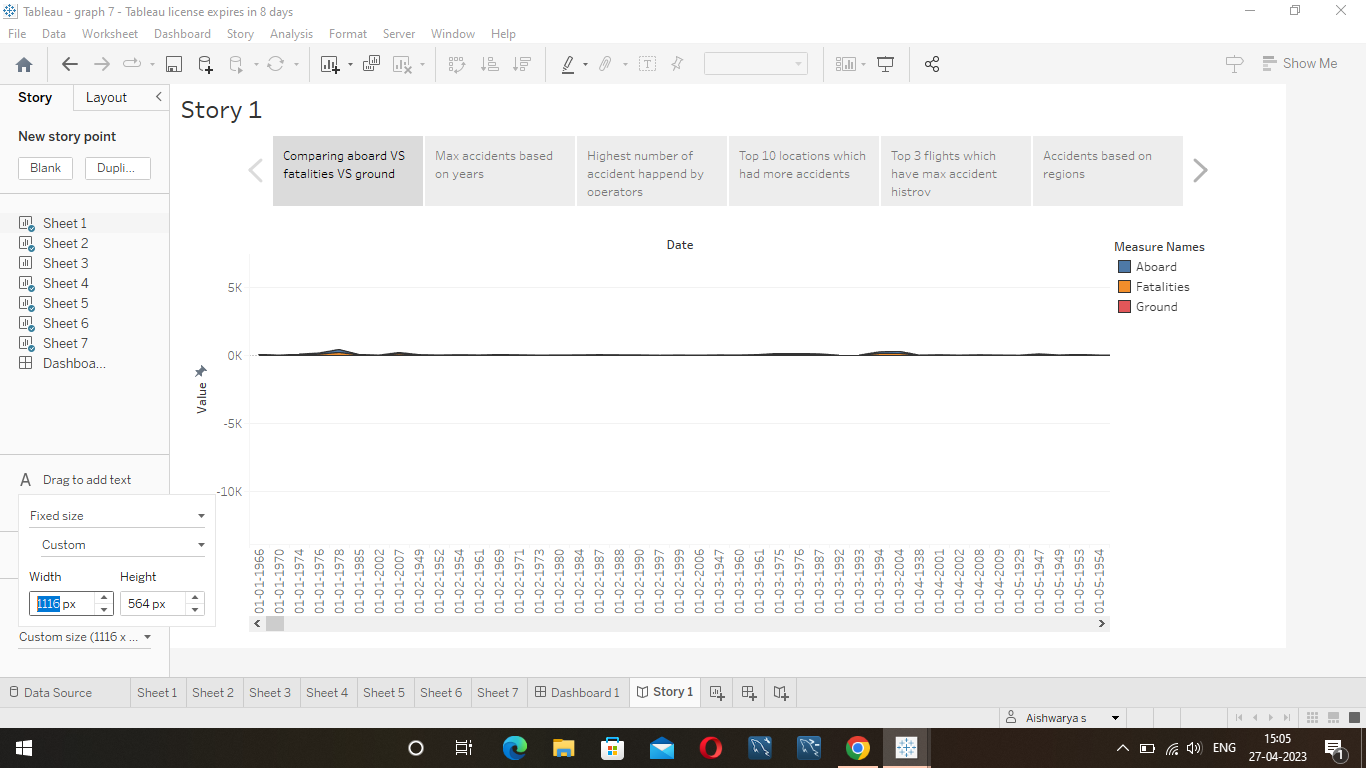 Tableau - graph 7 - Tableau license expires in 8 days
File Data Worksheet Dashboard Story Analysis Format Server Window Help
Show Me
Story Layout
New story point
Blank Dupli...
Sheet 1
Sheet 2
Sheet 3
Sheet 4
Sheet 5
Sheet 6
Sheet 7
Dashboa...
A Drag to add text
Fixed size
Custom
Width Height
1116 px 564 px
Custom size (1116 x ...
Story 1
Comparing aboard VS
fatalities VS ground
Max accidents based
on years
Highest number of
accident happend by
operators
Top 10 locations which
had more accidents
Top 3 flights which
have max accident
histroy
Accidents based on
regions
Date
5K
0K
-5K
-10K
Value
01-01-1966
01-01-1970
01-01-1974
01-01-1976
01-01-1978
01-01-1985
01-01-2002
01-01-2007
01-02-1949
01-02-1952
01-02-1954
01-02-1961
01-02-1969
01-02-1971
01-02-1973
01-02-1980
01-02-1984
01-02-1987
01-02-1988
01-02-1990
01-02-1997
01-02-1999
01-02-2006
01-03-1947
01-03-1960
01-03-1961
01-03-1975
01-03-1976
01-03-1987
01-03-1992
01-03-1993
01-03-1994
01-03-2004
01-04-1938
01-04-2001
01-04-2002
01-04-2008
01-04-2009
01-05-1929
01-05-1947
01-05-1949
01-05-1953
01-05-1954
Measure Names
Aboard
Fatalities
Ground
Data Source Sheet 1 Sheet 2 Sheet 3 Sheet 4 Sheet 5 Sheet 6 Sheet 7 Dashboard 1 Story 1
Aishwarya s
ENG
15:05
27-04-2023
1